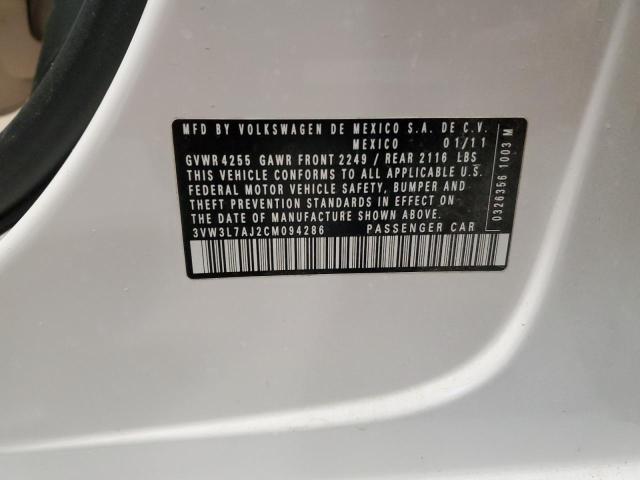 MFD BY VOLKSWAGEN DE MEXICO S.A. DE C.V.
MEXICO 01/11
GVWR 4255 GAWR FRONT 2249 / REAR 2116 LBS
THIS VEHICLE CONFORMS TO ALL APPLICABLE U.S.
FEDERAL MOTOR VEHICLE SAFETY, BUMPER AND
THEFT PREVENTION STANDARDS IN EFFECT ON
THE DATE OF MANUFACTURE SHOWN ABOVE.
3VW3L7AJ2CM094286 PASSENGER CAR
0326356 1003 M